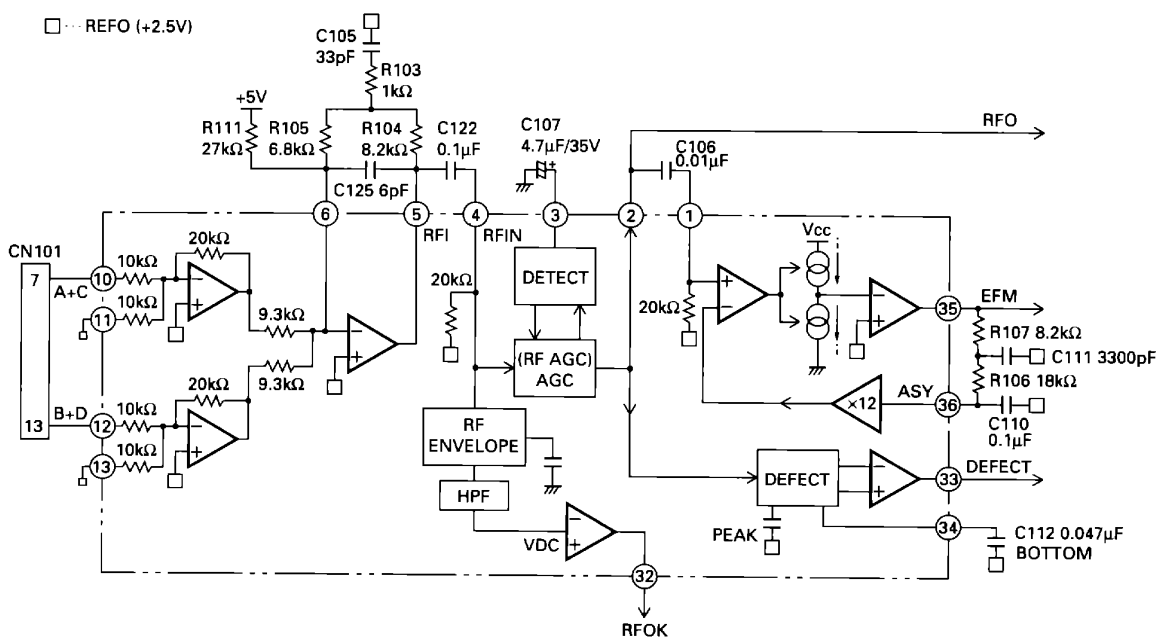 REFO (+2.5V)
C105
33pF
R103
1kΩ
+5V
R111
27kΩ
R105
6.8kΩ
R104
8.2kΩ
C122
0.1μF
C125 6pF
C107
4.7μF/35V
+
C106
0.01μF
RFO
6
5
RFI
4
RFIN
3
2
1
CN101
7
A+C
10
10kΩ
20kΩ
−
+
11
10kΩ
9.3kΩ
9.3kΩ
−
+
13
B+D
12
10kΩ
20kΩ
−
+
13
10kΩ
20kΩ
DETECT
(RF AGC)
AGC
RF
ENVELOPE
HPF
VDC
−
+
32
RFOK
20kΩ
+
−
Vcc
−
+
35
EFM
R107 8.2kΩ
C111 3300pF
R106 18kΩ
×12
ASY
36
C110
0.1μF
DEFECT
−
+
33
DEFECT
34
PEAK
C112 0.047μF
BOTTOM